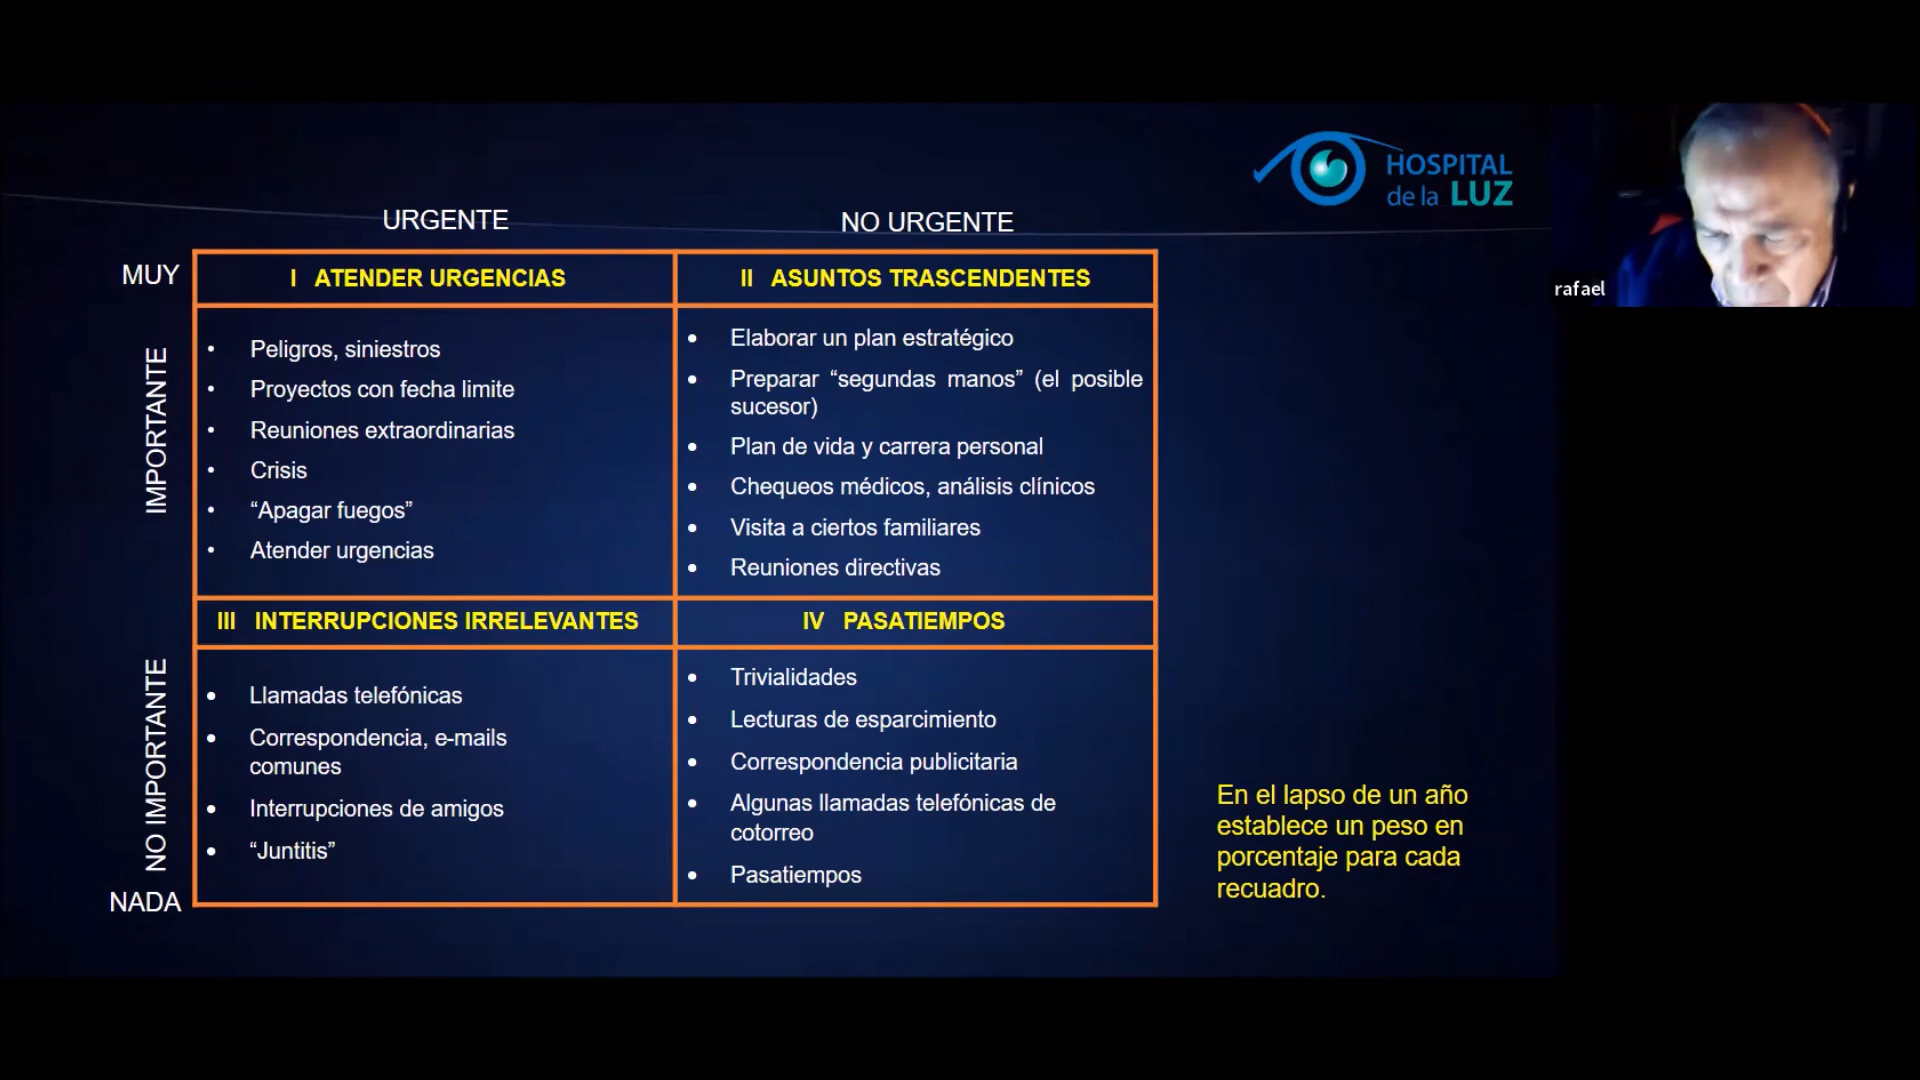 HOSPITAL
de la LUZ
rafael
URGENTE
NO URGENTE
MUY
I ATENDER URGENCIAS
II ASUNTOS TRASCENDENTES
IMPORTANTE
• Peligros, siniestros
• Proyectos con fecha limite
• Reuniones extraordinarias
• Crisis
• “Apagar fuegos”
• Atender urgencias
• Elaborar un plan estratégico
• Preparar “segundas manos” (el posible
sucesor)
• Plan de vida y carrera personal
• Chequeos médicos, análisis clínicos
• Visita a ciertos familiares
• Reuniones directivas
III INTERRUPCIONES IRRELEVANTES
IV PASATIEMPOS
NO IMPORTANTE
• Llamadas telefónicas
• Correspondencia, e-mails
comunes
• Interrupciones de amigos
• “Juntitis”
• Trivialidades
• Lecturas de esparcimiento
• Correspondencia publicitaria
• Algunas llamadas telefónicas de
cotorreo
• Pasatiempos
NADA
En el lapso de un año
establece un peso en
porcentaje para cada
recuadro.